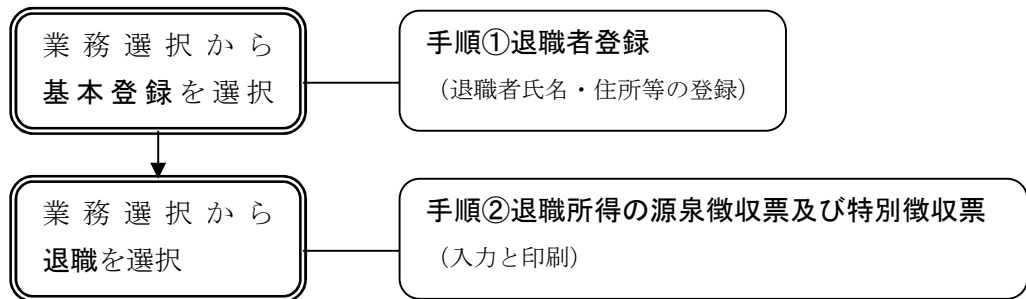 業務選択から
基本登録を選択
手順①退職者登録
（退職者氏名・住所等の登録）
業務選択から
退職を選択
手順②退職所得の源泉徴収票及び特別徴収票
（入力と印刷）